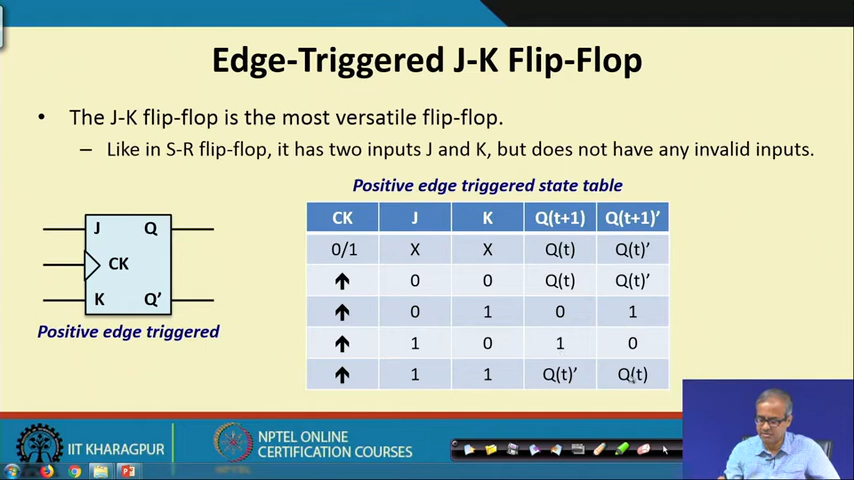 Edge-Triggered J-K Flip-Flop
• The J-K flip-flop is the most versatile flip-flop.
– Like in S-R flip-flop, it has two inputs J and K, but does not have any invalid inputs.
J Q
CK
K Q’
Positive edge triggered
Positive edge triggered state table
CK J K Q(t+1) Q(t+1)’
0/1 X X Q(t) Q(t)’
↑ 0 0 Q(t) Q(t)’
↑ 0 1 0 1
↑ 1 0 1 0
↑ 1 1 Q(t)’ Q(t)
IIT KHARAGPUR
NPTEL ONLINE
CERTIFICATION COURSES